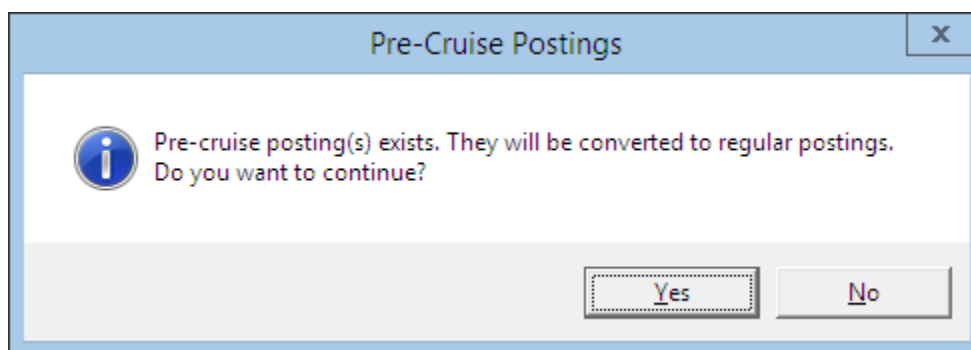 Pre-Cruise Postings
x
Pre-cruise posting(s) exists. They will be converted to regular postings.
Do you want to continue?
Yes
No